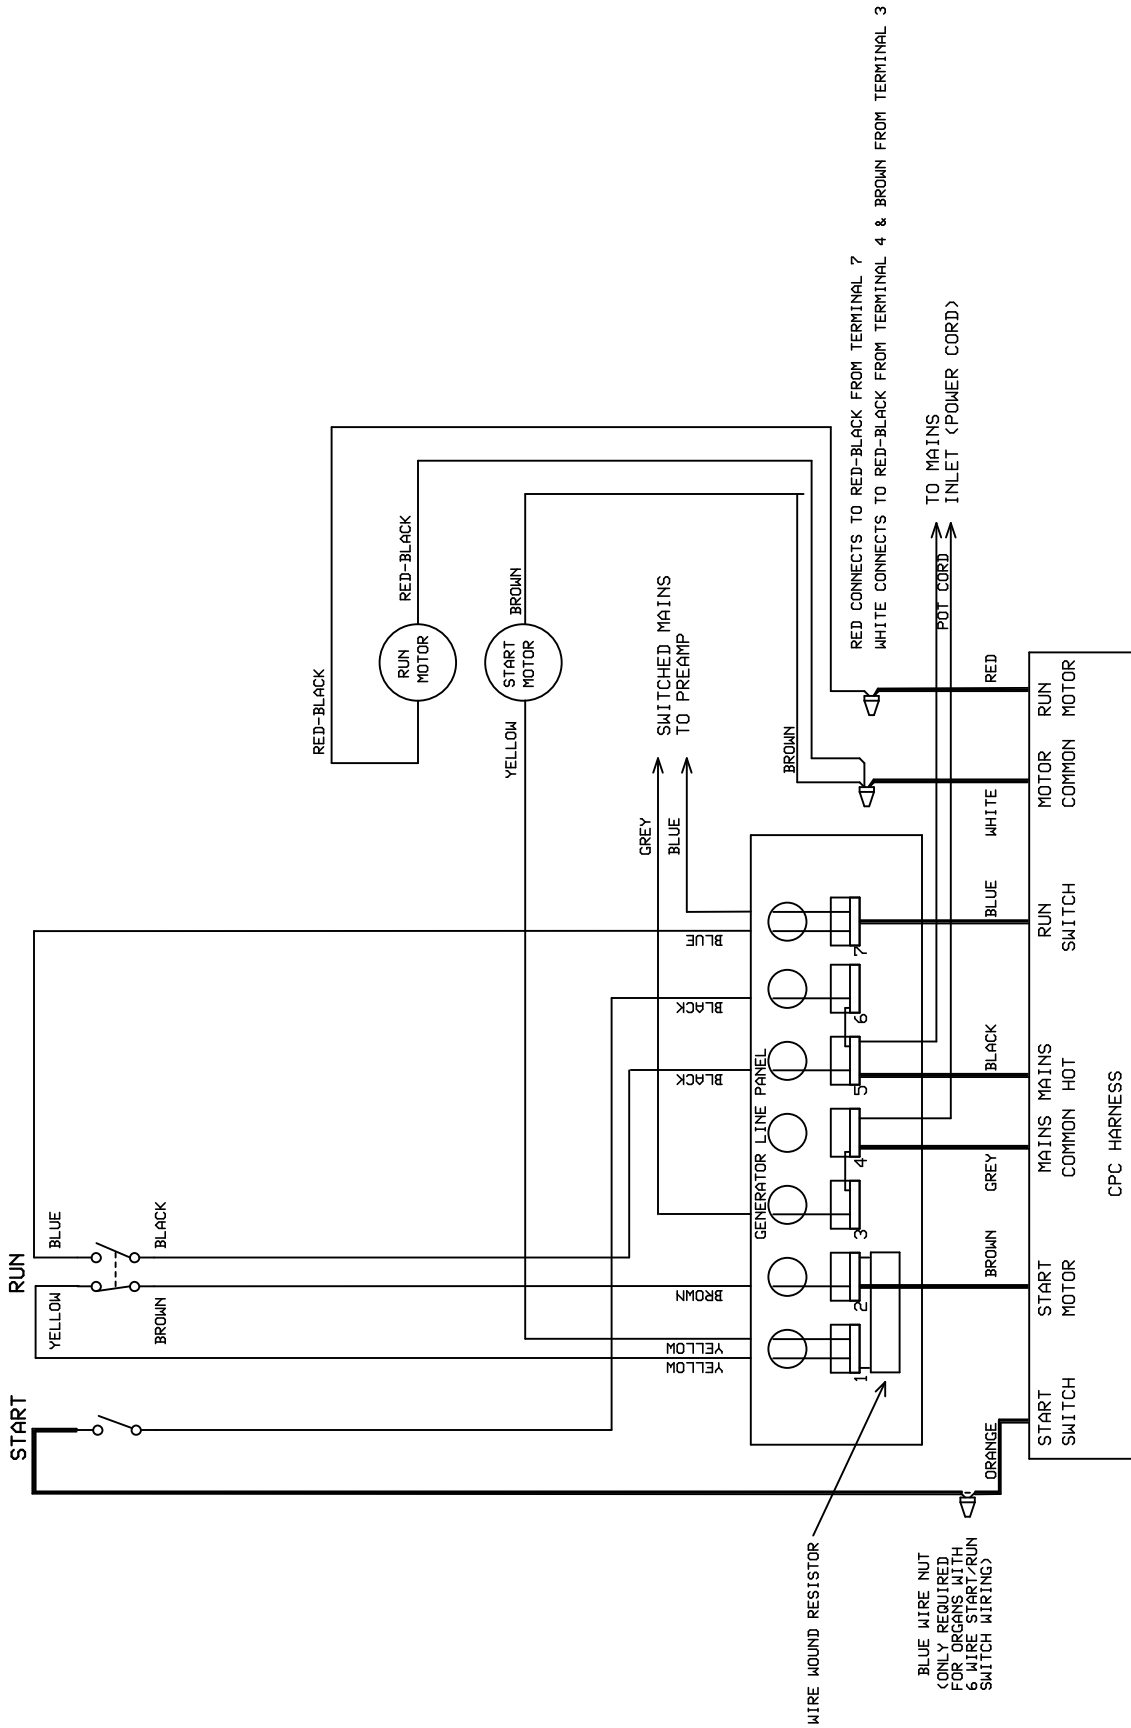 START
RUN
YELLOW
BLUE
BROWN
BLACK
RED-BLACK
RED-BLACK
RUN
MOTOR
YELLOW
START
MOTOR
BROWN
GREY
BLUE
SWITCHED MAINS
TO PREAMP
YELLOW
YELLOW
BROWN
BLACK
BLACK
BLUE
GENERATOR LINE PANEL
BROWN
1
2
3
4
5
6
7
WIRE WOUND RESISTOR
RED CONNECTS TO RED-BLACK FROM TERMINAL 7
WHITE CONNECTS TO RED-BLACK FROM TERMINAL 4 & BROWN FROM TERMINAL 3
TO MAINS
INLET (POWER CORD)
POT CORD
BLUE WIRE NUT
(ONLY REQUIRED
FOR ORGANS WITH
6 WIRE START/RUN
SWITCH WIRING)
ORANGE
BROWN
GREY
BLACK
BLUE
WHITE
RED
START
SWITCH
START
MOTOR
MAINS
COMMON
MAINS
HOT
RUN
SWITCH
MOTOR
COMMON
RUN
MOTOR
CPC HARNESS